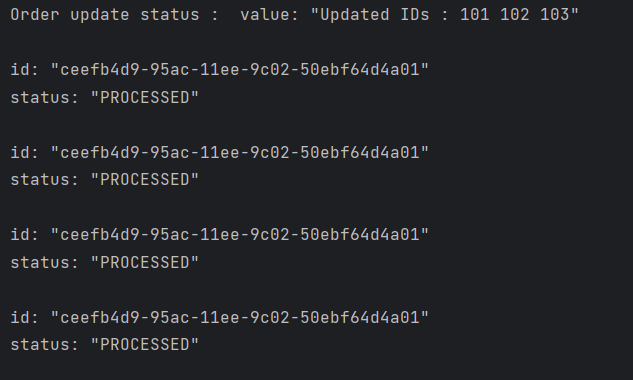 Order update status :  value: "Updated IDs : 101 102 103"
id: "ceefb4d9-95ac-11ee-9c02-50ebf64d4a01"
status: "PROCESSED"
id: "ceefb4d9-95ac-11ee-9c02-50ebf64d4a01"
status: "PROCESSED"
id: "ceefb4d9-95ac-11ee-9c02-50ebf64d4a01"
status: "PROCESSED"
id: "ceefb4d9-95ac-11ee-9c02-50ebf64d4a01"
status: "PROCESSED"